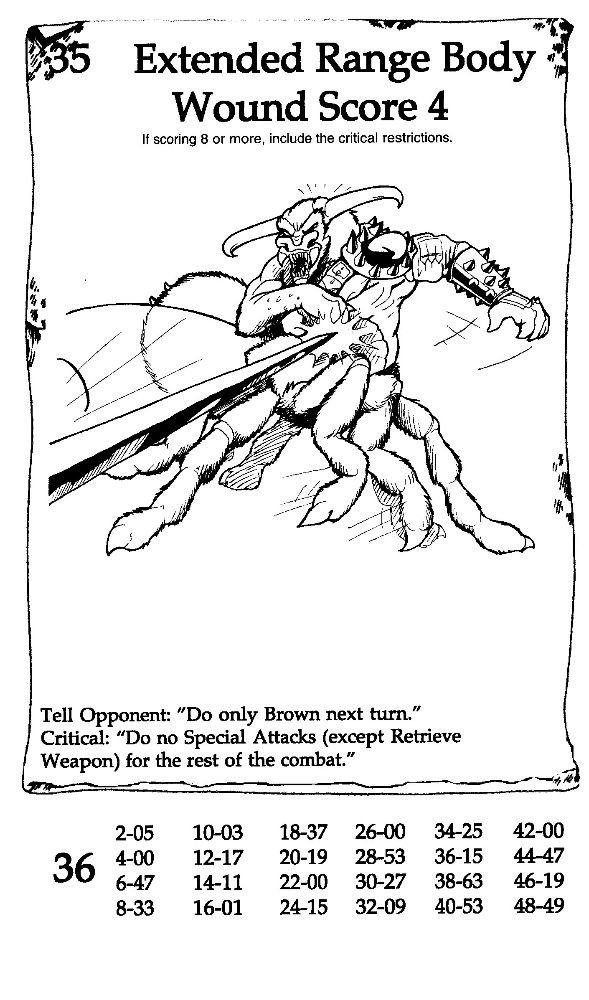 35 Extended Range Body
Wound Score 4
If scoring 8 or more, include the critical restrictions.
Tell Opponent: "Do only Brown next turn."
Critical: "Do no Special Attacks (except Retrieve
Weapon) for the rest of the combat."
36
2-05 10-03 18-37 26-00 34-25 42-00
4-00 12-17 20-19 28-53 36-15 44-47
6-47 14-11 22-00 30-27 38-63 46-19
8-33 16-01 24-15 32-09 40-53 48-49